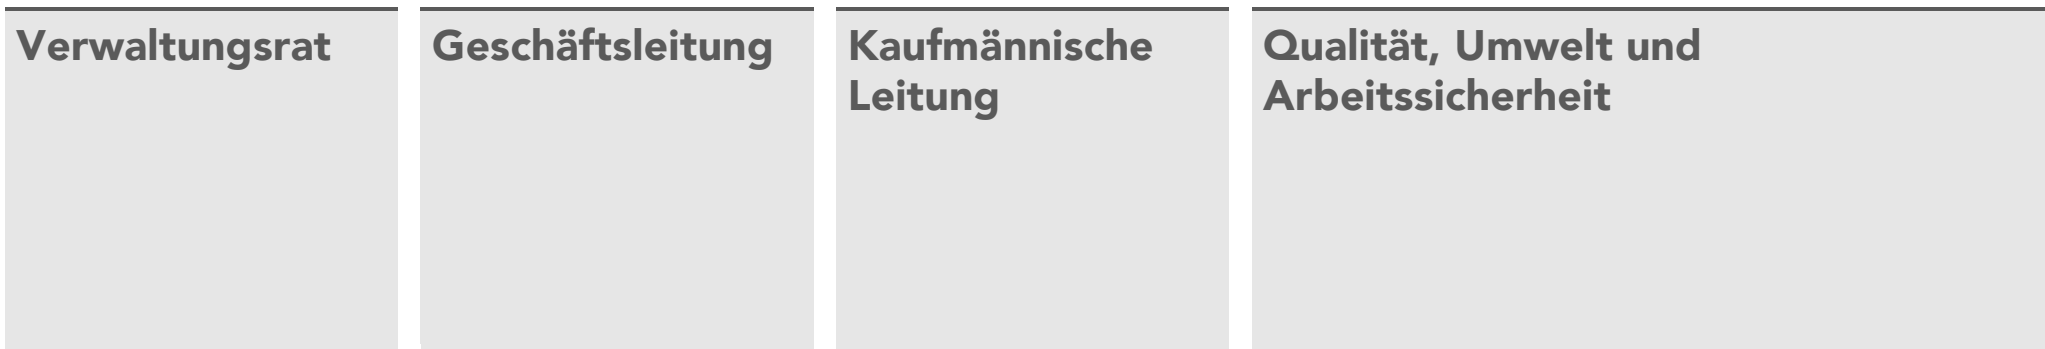 Verwaltungsrat
Geschäftsleitung
Kaufmännische
Leitung
Qualität, Umwelt und
Arbeitssicherheit